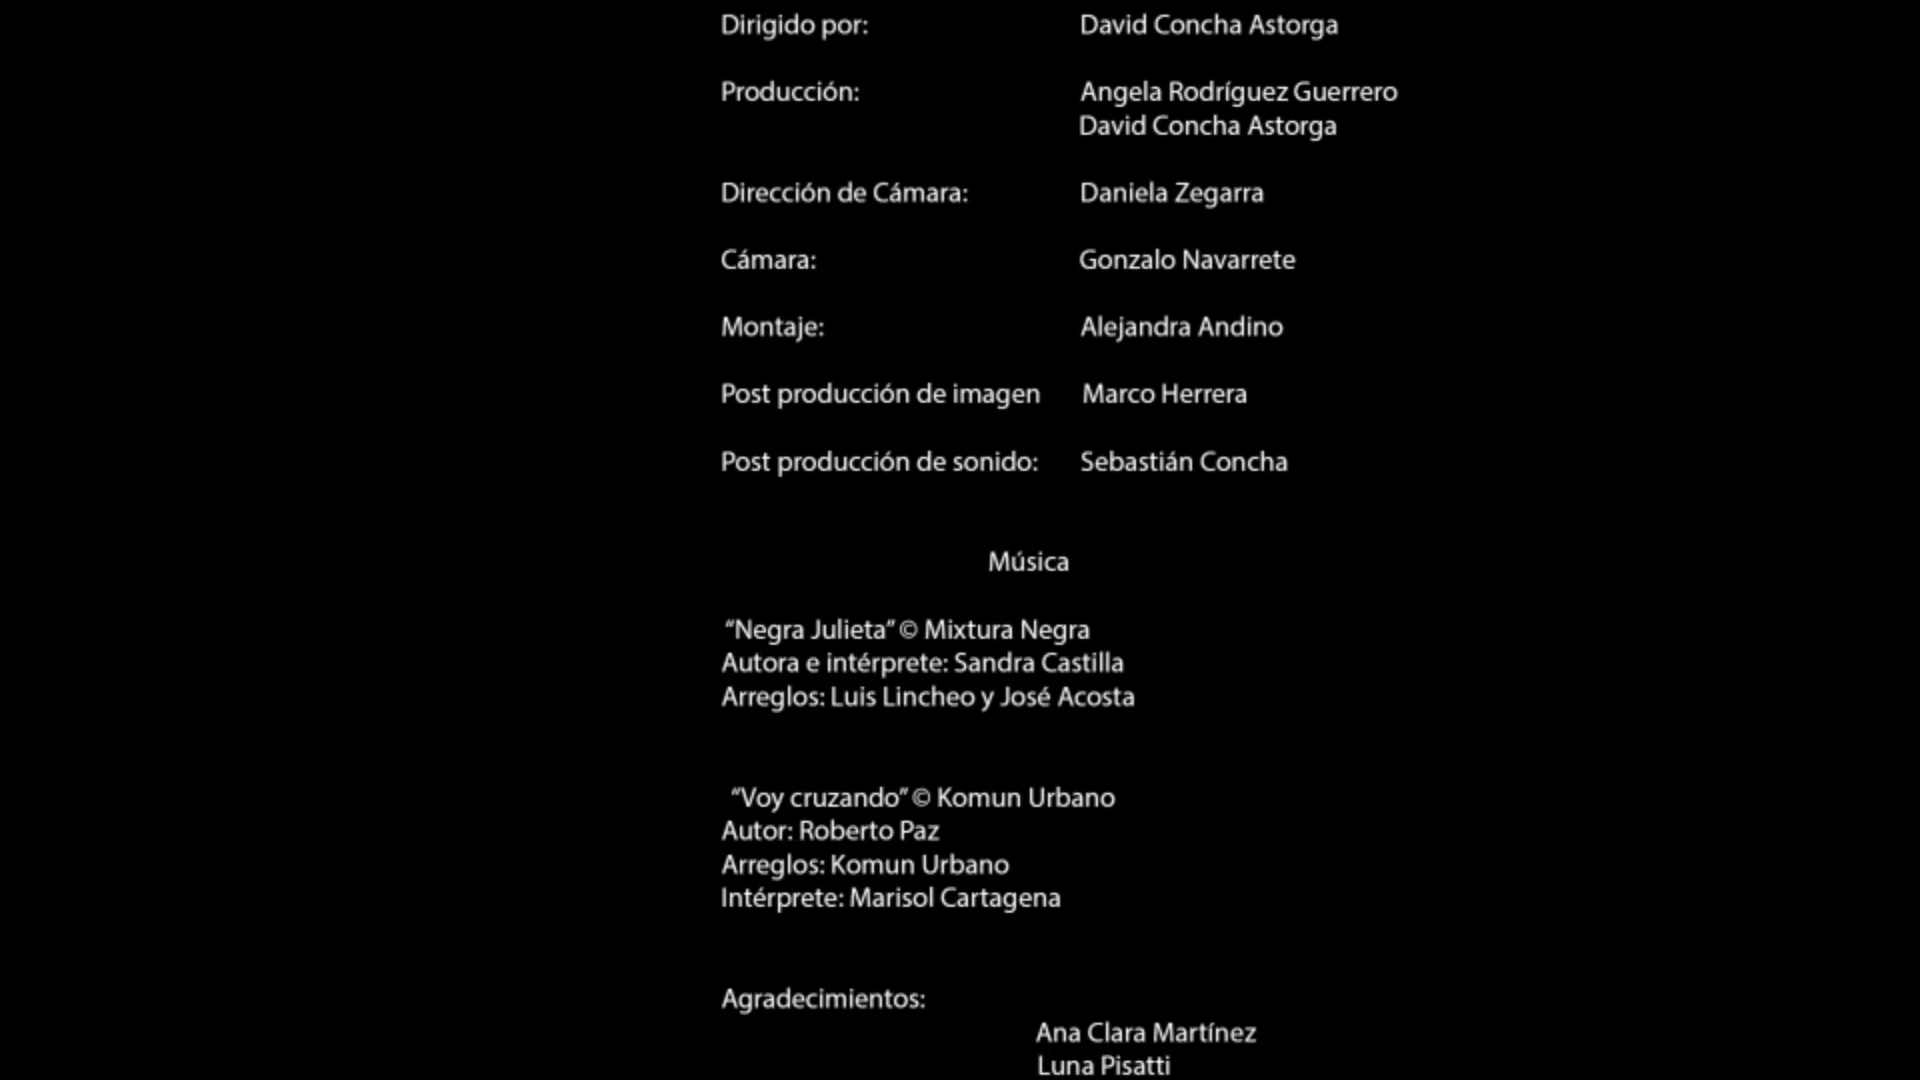 Dirigido por: David Concha Astorga
Producción: Angela Rodríguez Guerrero
David Concha Astorga
Dirección de Cámara: Daniela Zegarra
Cámara: Gonzalo Navarrete
Montaje: Alejandra Andino
Post producción de imagen Marco Herrera
Post producción de sonido: Sebastián Concha
Música
“Negra Julieta” © Mixtura Negra
Autora e intérprete: Sandra Castilla
Arreglos: Luis Lincheo y José Acosta
“Voy cruzando” © Komun Urbano
Autor: Roberto Paz
Arreglos: Komun Urbano
Intérprete: Marisol Cartagena
Agradecimientos:
Ana Clara Martínez
Luna Pisatti